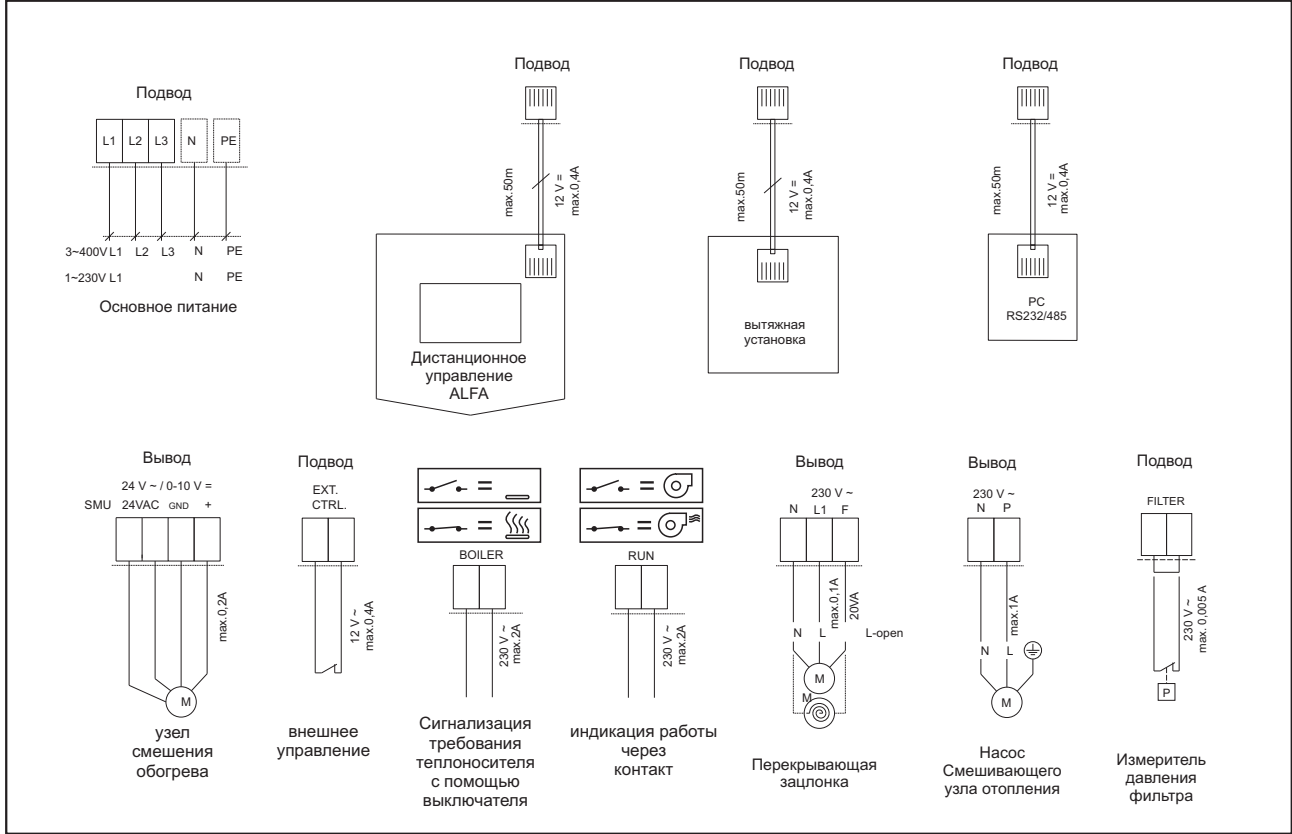 Подвод
L1 L2 L3 N PE
3~400V L1 L2 L3 N PE
1~230V L1 N PE
Основное питание
Подвод
max.50m
12 V =
max.0,4A
Дистанционное
управление
ALFA
Подвод
max.50m
12 V =
max.0,4A
вытяжная
установка
Подвод
max.50m
12 V =
max.0,4A
PC
RS232/485
Вывод
24 V ~ / 0-10 V =
SMU 24VAC GND +
max.0,2A
M
узел
смешения
обогрева
Подвод
EXT.
CTRL.
12 V ~
max.0,4A
внешнее
управление
=
=
BOILER
230 V ~
max.2A
Сигнализация
требования
теплоносителя
с помощью
выключателя
=
=
RUN
230 V ~
max.2A
индикация работы
через
контакт
Вывод
230 V ~
N L1 F
max.0,1A
20VA
N L L-open
M
M
Перекрывающая
зацлонка
Вывод
230 V ~
N P
max.1A
N L
M
Насос
Смешивающего
узла отопления
Подвод
FILTER
230 V ~
max. 0,005 A
P
Измеритель
давления
фильтра